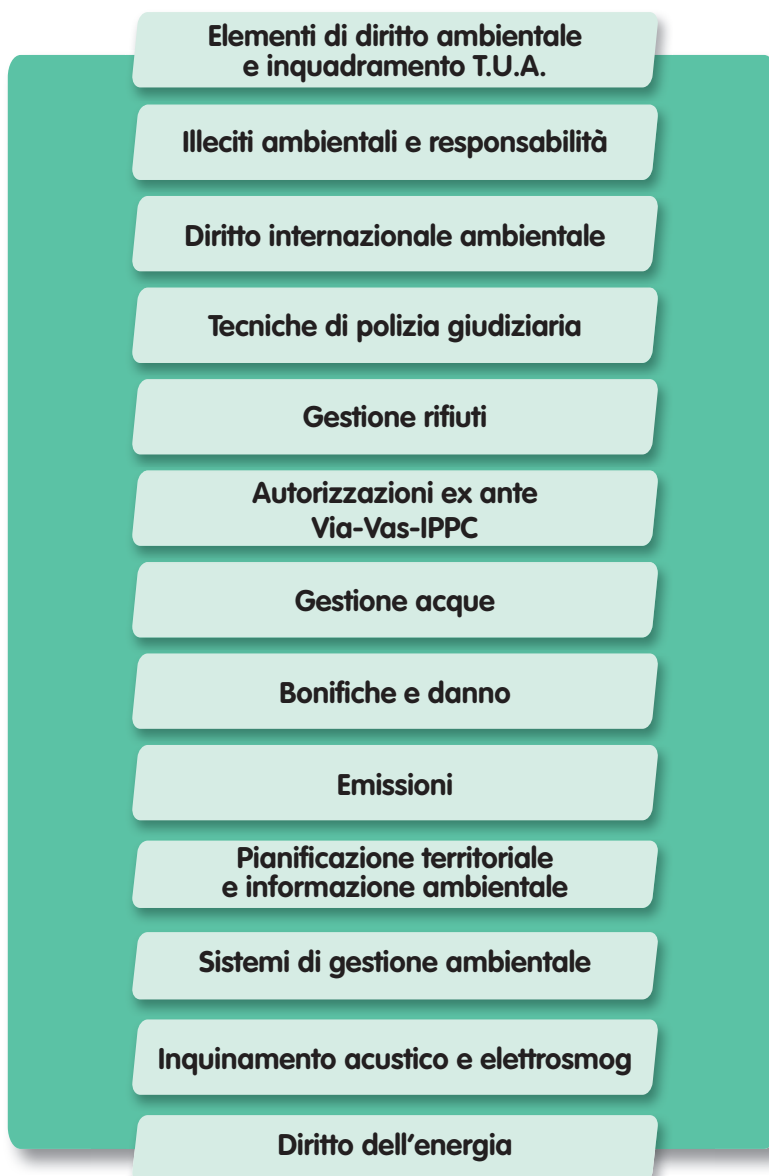 Elementi di diritto ambientale
e inquadramento T.U.A.
Illeciti ambientali e responsabilità
Diritto internazionale ambientale
Tecniche di polizia giudiziaria
Gestione rifiuti
Autorizzazioni ex ante
Via-Vas-IPPC
Gestione acque
Bonifiche e danno
Emissioni
Pianificazione territoriale
e informazione ambientale
Sistemi di gestione ambientale
Inquinamento acustico e elettrosmog
Diritto dell'energia